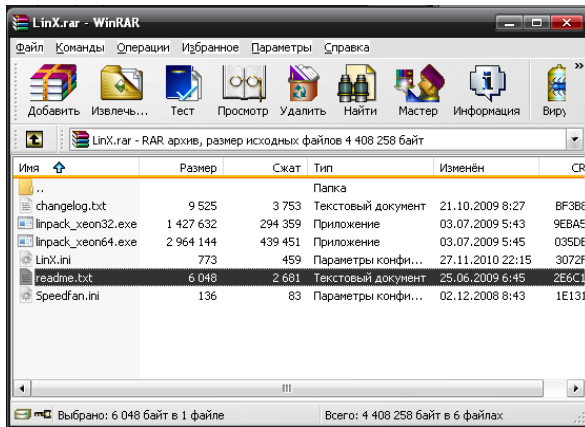 LinX.rar - WinRAR
Файл Команды Операции Избранное Параметры Справка
Добавить Извлечь... Тест Просмотр Удалить Найти Мастер Информация Виру
LinX.rar - RAR архив, размер исходных файлов 4 408 258 байт
Имя Размер Сжат Тип Изменён CR
.. Папка
changelog.txt 9 525 3 753 Текстовый документ 21.10.2009 8:27 BF3B8
linpack_xeon32.exe 1 427 632 294 359 Приложение 03.07.2009 5:43 9EBA5
linpack_xeon64.exe 2 964 144 439 451 Приложение 03.07.2009 5:45 035DE
LinX.ini 773 459 Параметры конфи... 27.11.2010 22:15 3072F
readme.txt 6 048 2 681 Текстовый документ 25.06.2009 6:45 2E6C1
Speedfan.ini 136 83 Параметры конфи... 02.12.2008 8:43 1E131
Выбрано: 6 048 байт в 1 файле Всего: 4 408 258 байт в 6 файлах